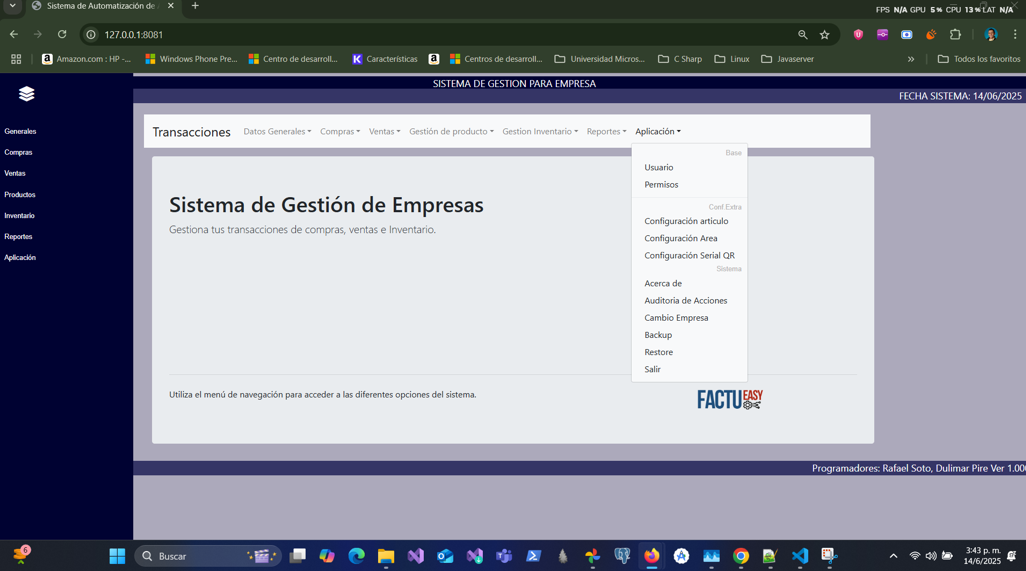 FPS N/A GPU 5 % CPU 13 % LAT N/A
Sistema de Automatización de
127.0.0.1:8081
Amazon.com : HP -...
Windows Phone Pre...
Centro de desarroll...
Características
Centros de desarroll...
Universidad Micros...
C Sharp
Linux
Javaserver
Todos los favoritos
SISTEMA DE GESTION PARA EMPRESA
FECHA SISTEMA: 14/06/2025
Generales
Compras
Ventas
Productos
Inventario
Reportes
Aplicación
Transacciones Datos Generales Compras Ventas Gestión de producto Gestion Inventario Reportes Aplicación
Base
Usuario
Permisos
Conf.Extra
Configuración articulo
Configuración Area
Configuración Serial QR
Sistema
Acerca de
Auditoria de Acciones
Cambio Empresa
Backup
Restore
Salir
Sistema de Gestión de Empresas
Gestiona tus transacciones de compras, ventas e Inventario.
Utiliza el menú de navegación para acceder a las diferentes opciones del sistema.
FACTUEASY
Programadores: Rafael Soto, Dulimar Pire Ver 1.00
6
Buscar
3:43 p. m.
14/6/2025